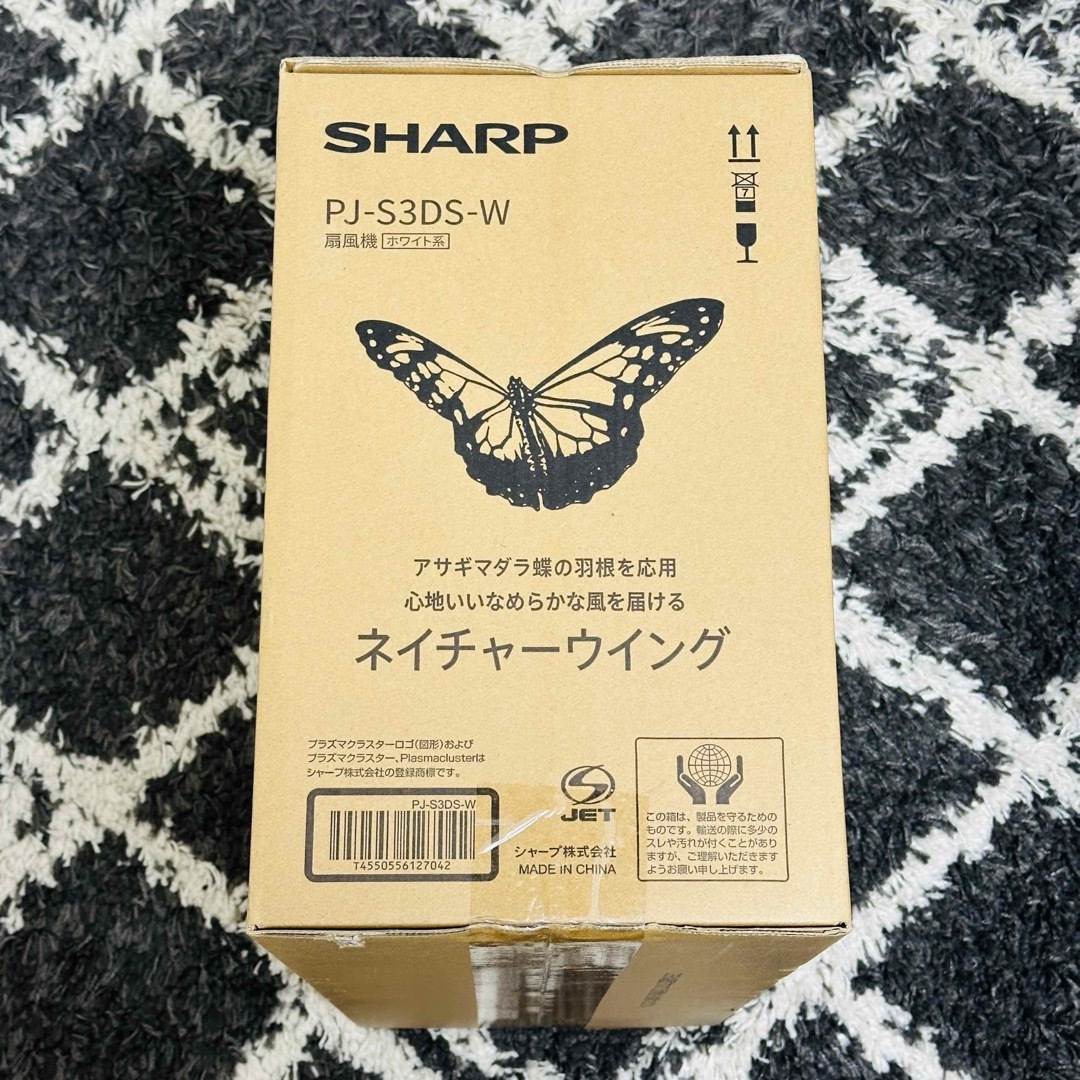 SHARP
PJ-S3DS-W
扇風機 ホワイト系
7
アサギマダラ蝶の羽根を応用
心地いいなめらかな風を届ける
ネイチャーウイング
プラズマクラスターロゴ(図形)および
プラズマクラスター、Plasmaclusterは
シャープ株式会社の登録商標です。
PJ-S3DS-W
T4550556127042
S
JET
シャープ株式会社
MADE IN CHINA
この箱は、製品を守るための
ものです。輸送の際に多少の
スレや汚れが付くことがあり
ますが、ご理解いただきます
ようお願い申し上げます。